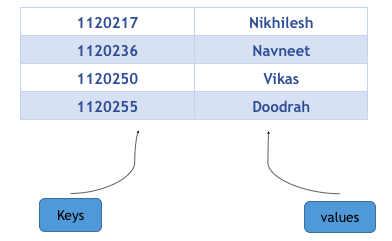 1120217 Nikhilesh
1120236 Navneet
1120250 Vikas
1120255 Doodrah
Keys values